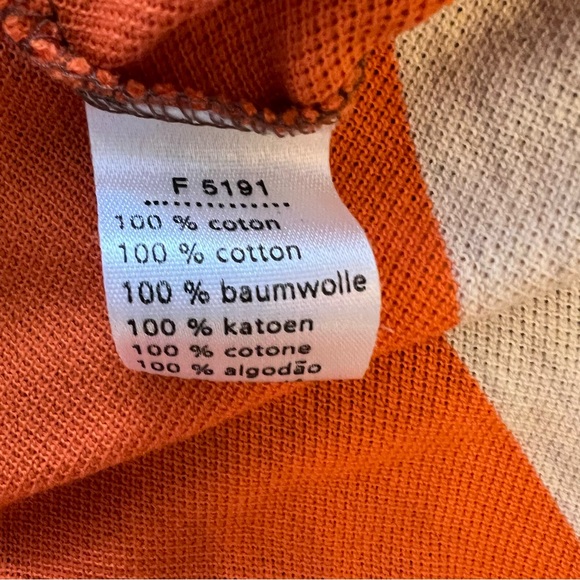 F 5191
100 % coton
100 % cotton
100 % baumwolle
100 % katoen
100 % cotone
100 % algodão